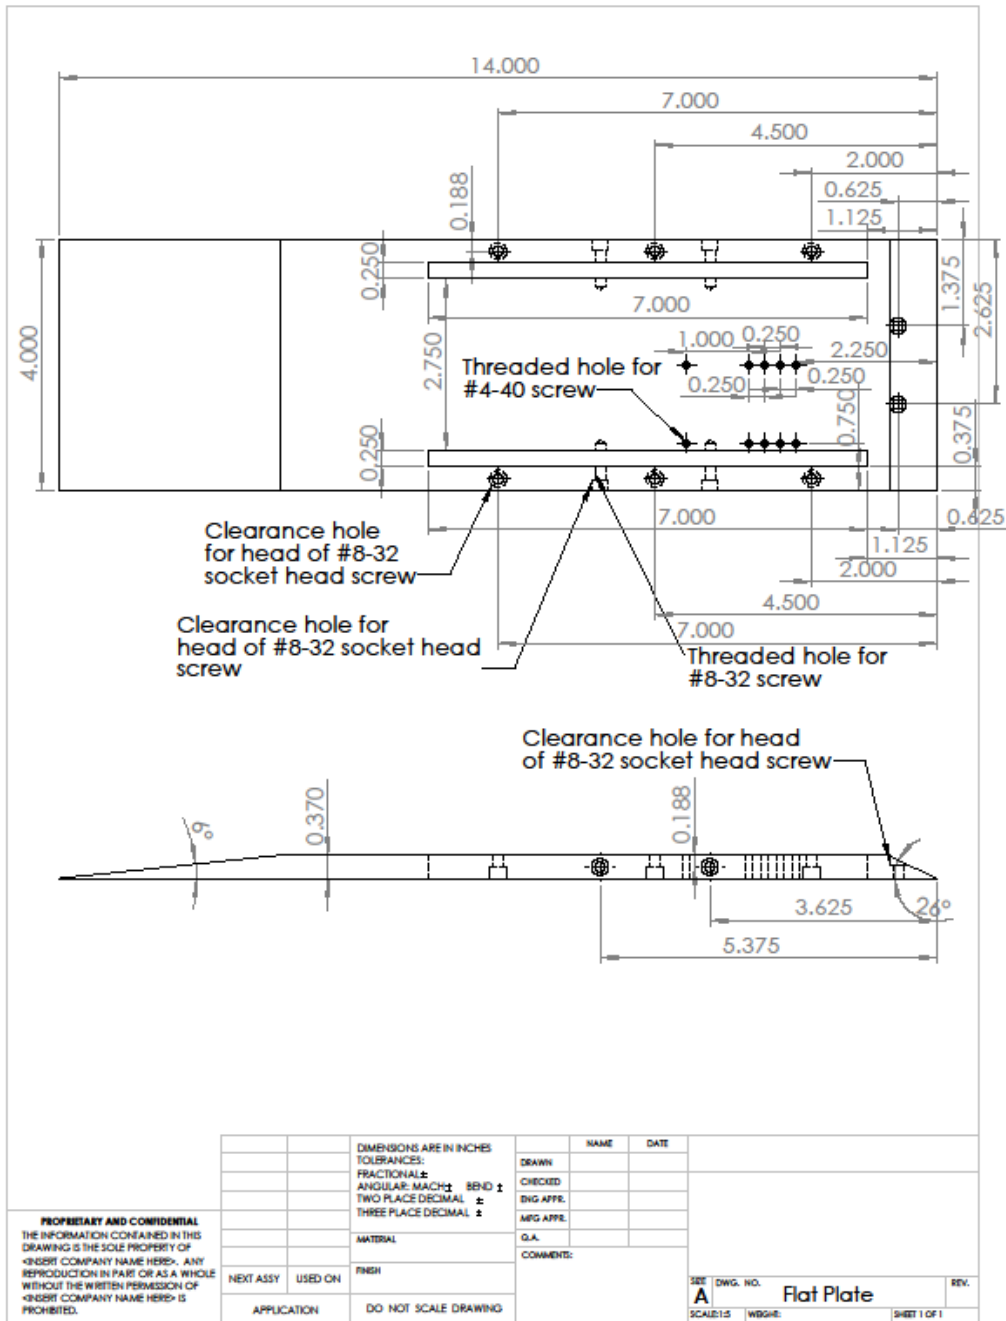 14.000
7.000
4.500
2.000
0.625
1.125
0.188
0.250
4.000
7.000
1.375
2.625
2.750
1.000
0.250
2.250
Threaded hole for
#4-40 screw
0.250
0.250
0.750
0.375
0.250
7.000
0.625
1.125
2.000
4.500
7.000
Clearance hole
for head of #8-32
socket head screw
Clearance hole for
head of #8-32 socket head
screw
Threaded hole for
#8-32 screw
Clearance hole for head
of #8-32 socket head screw
6°
0.370
0.188
26°
3.625
5.375
PROPRIETARY AND CONFIDENTIAL
THE INFORMATION CONTAINED IN THIS
DRAWING IS THE SOLE PROPERTY OF
<INSERT COMPANY NAME HERE>. ANY
REPRODUCTION IN PART OR AS A WHOLE
WITHOUT THE WRITTEN PERMISSION OF
<INSERT COMPANY NAME HERE> IS
PROHIBITED.
NEXT ASSY
USED ON
APPLICATION
DIMENSIONS ARE IN INCHES
TOLERANCES:
FRACTIONAL±
ANGULAR: MACH± BEND ±
TWO PLACE DECIMAL ±
THREE PLACE DECIMAL ±
MATERIAL
FINISH
DO NOT SCALE DRAWING
NAME
DATE
DRAWN
CHECKED
ENG APPR.
MFG APPR.
Q.A.
COMMENTS:
SIZE
A
DWG. NO.
Flat Plate
REV.
SCALE:1:5
WEIGHT:
SHEET 1 OF 1